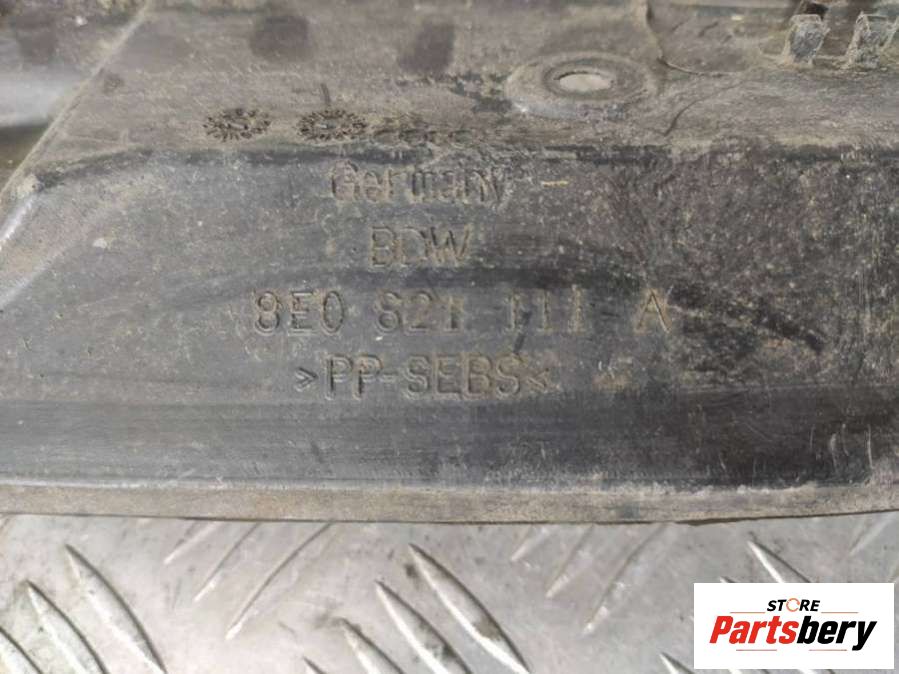 Germany
BDW
8E0 821 111 A
>PP-SEBS<
STORE
Partsbery